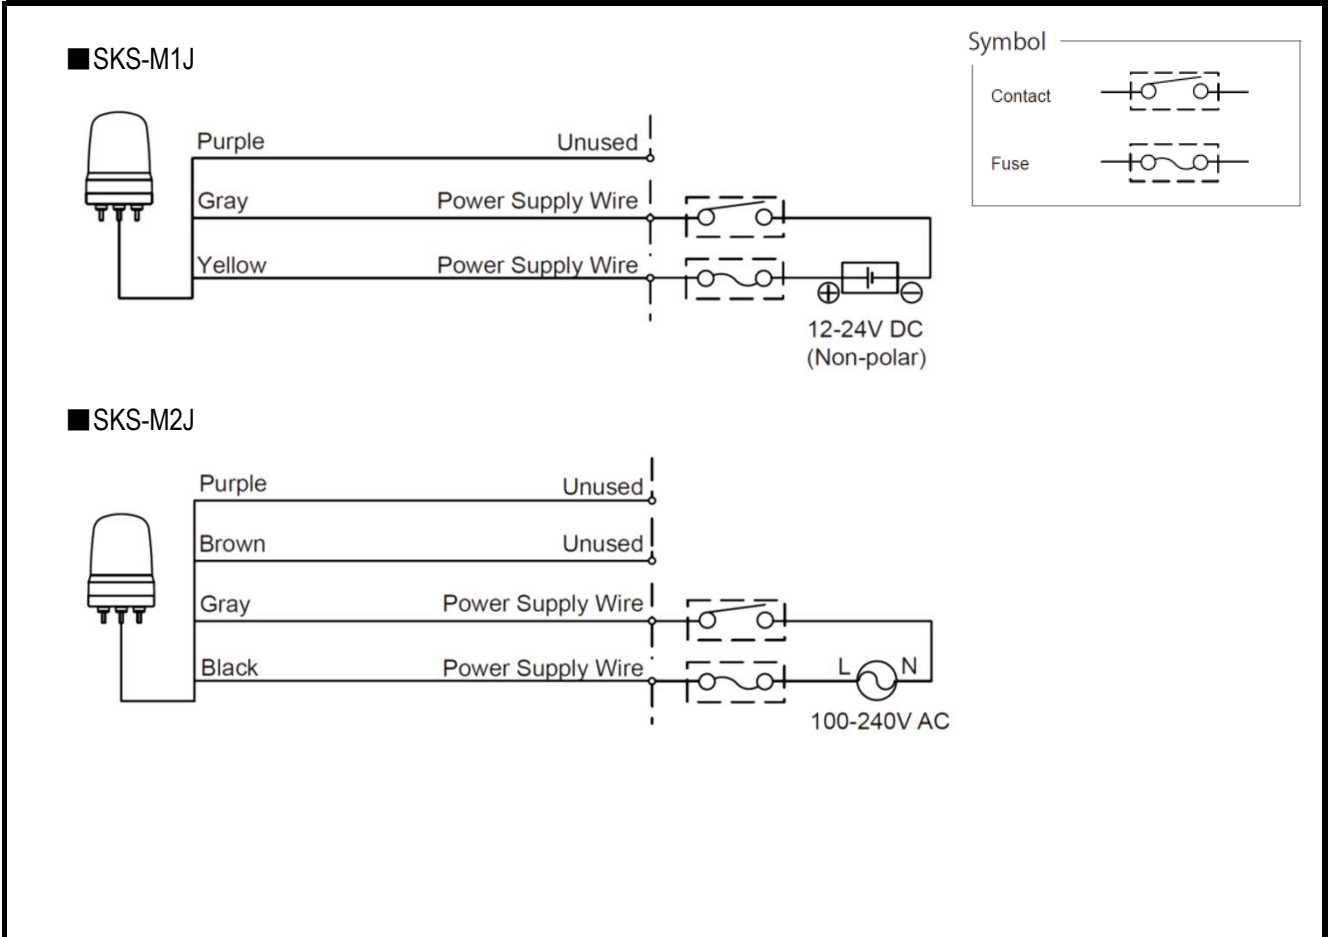 ■SKS-M1J
Symbol
Contact
Fuse
Purple Unused
Gray Power Supply Wire
Yellow Power Supply Wire
12-24V DC
(Non-polar)
■SKS-M2J
Purple Unused
Brown Unused
Gray Power Supply Wire
Black Power Supply Wire
L N
100-240V AC